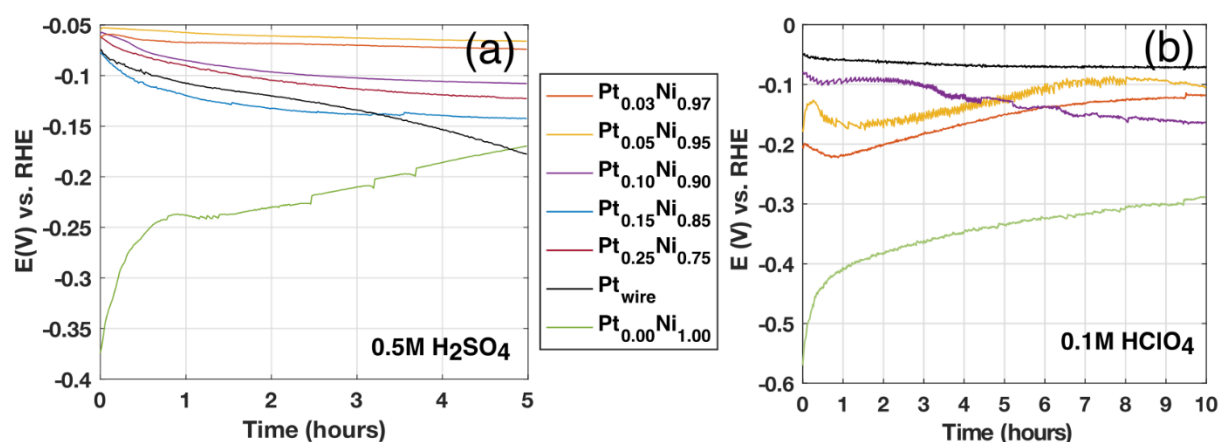 (a)
-0.05
-0.1
-0.15
-0.2
-0.25
-0.3
-0.35
-0.4
E(V) vs. RHE
0 1 2 3 4 5
Time (hours)
0.5M H₂SO₄
Pt₀.₀₃Ni₀.₉₇
Pt₀.₀₅Ni₀.₉₅
Pt₀.₁₀Ni₀.₉₀
Pt₀.₁₅Ni₀.₈₅
Pt₀.₂₅Ni₀.₇₅
Pt_wire
Pt₀.₀₀Ni₁.₀₀
(b)
0
-0.1
-0.2
-0.3
-0.4
-0.5
-0.6
E (V) vs. RHE
0 1 2 3 4 5 6 7 8 9 10
Time (hours)
0.1M HClO₄